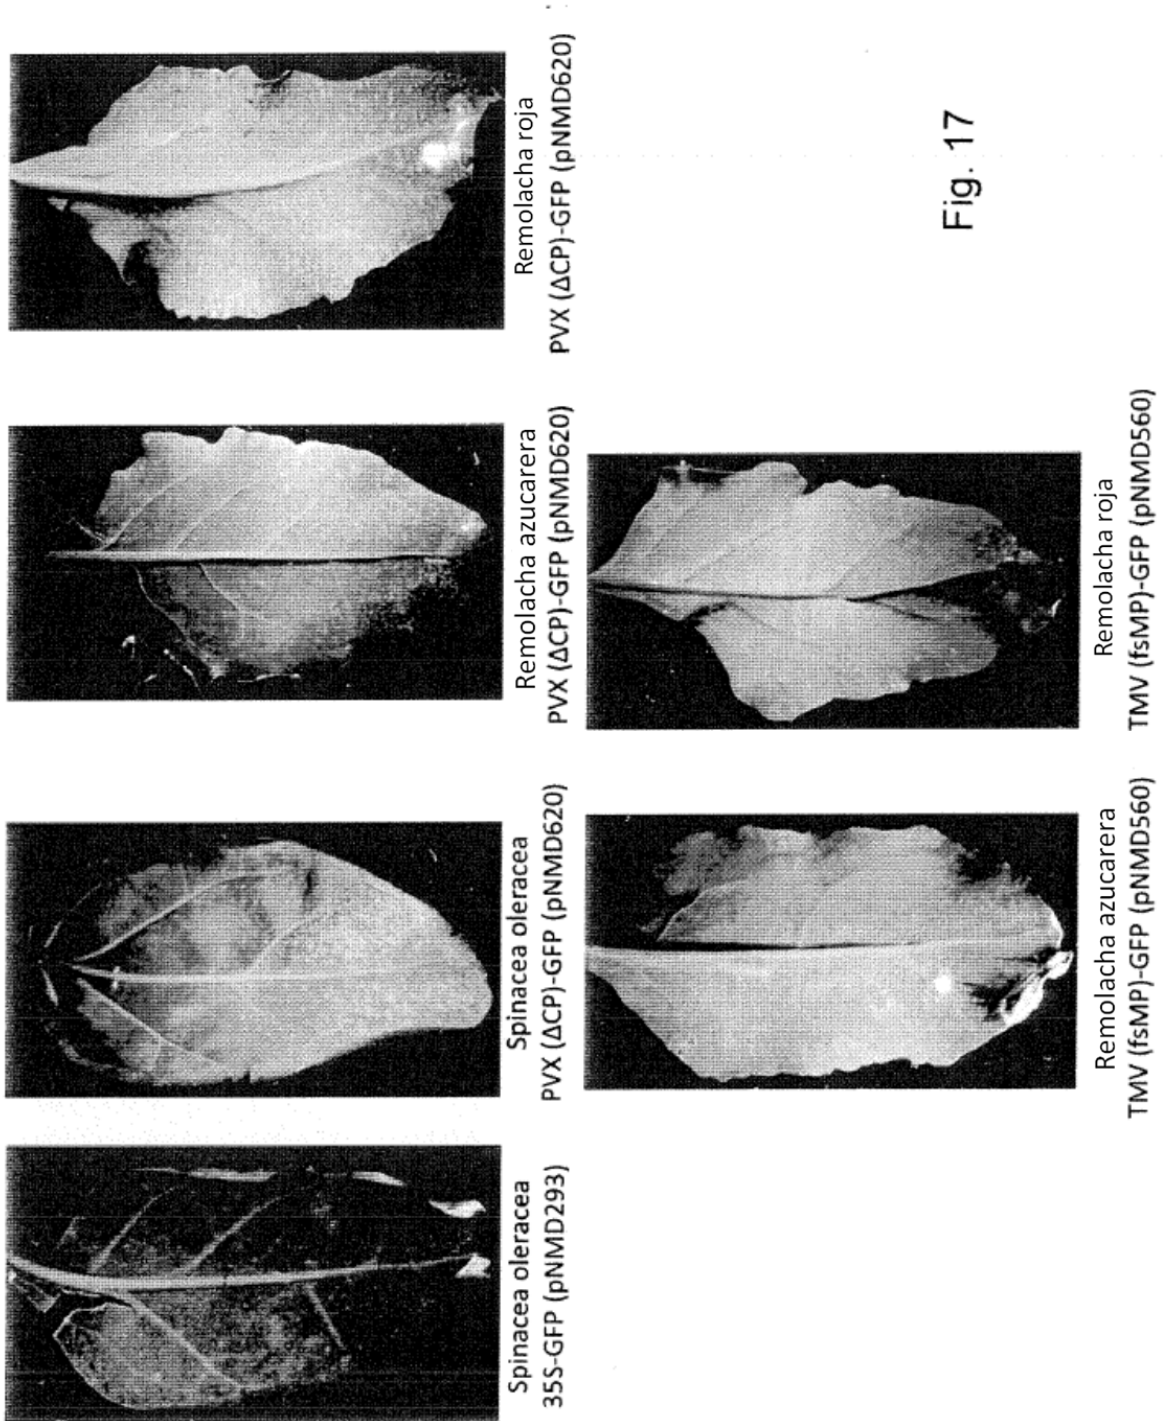 Spinacea oleracea
35S-GFP (pNMD293)
Spinacea oleracea
PVX (ΔCP)-GFP (pNMD620)
Remolacha azucarera
PVX (ΔCP)-GFP (pNMD620)
Remolacha roja
PVX (ΔCP)-GFP (pNMD620)
Remolacha azucarera
TMV (fsMP)-GFP (pNMD560)
Remolacha roja
TMV (fsMP)-GFP (pNMD560)
Fig. 17